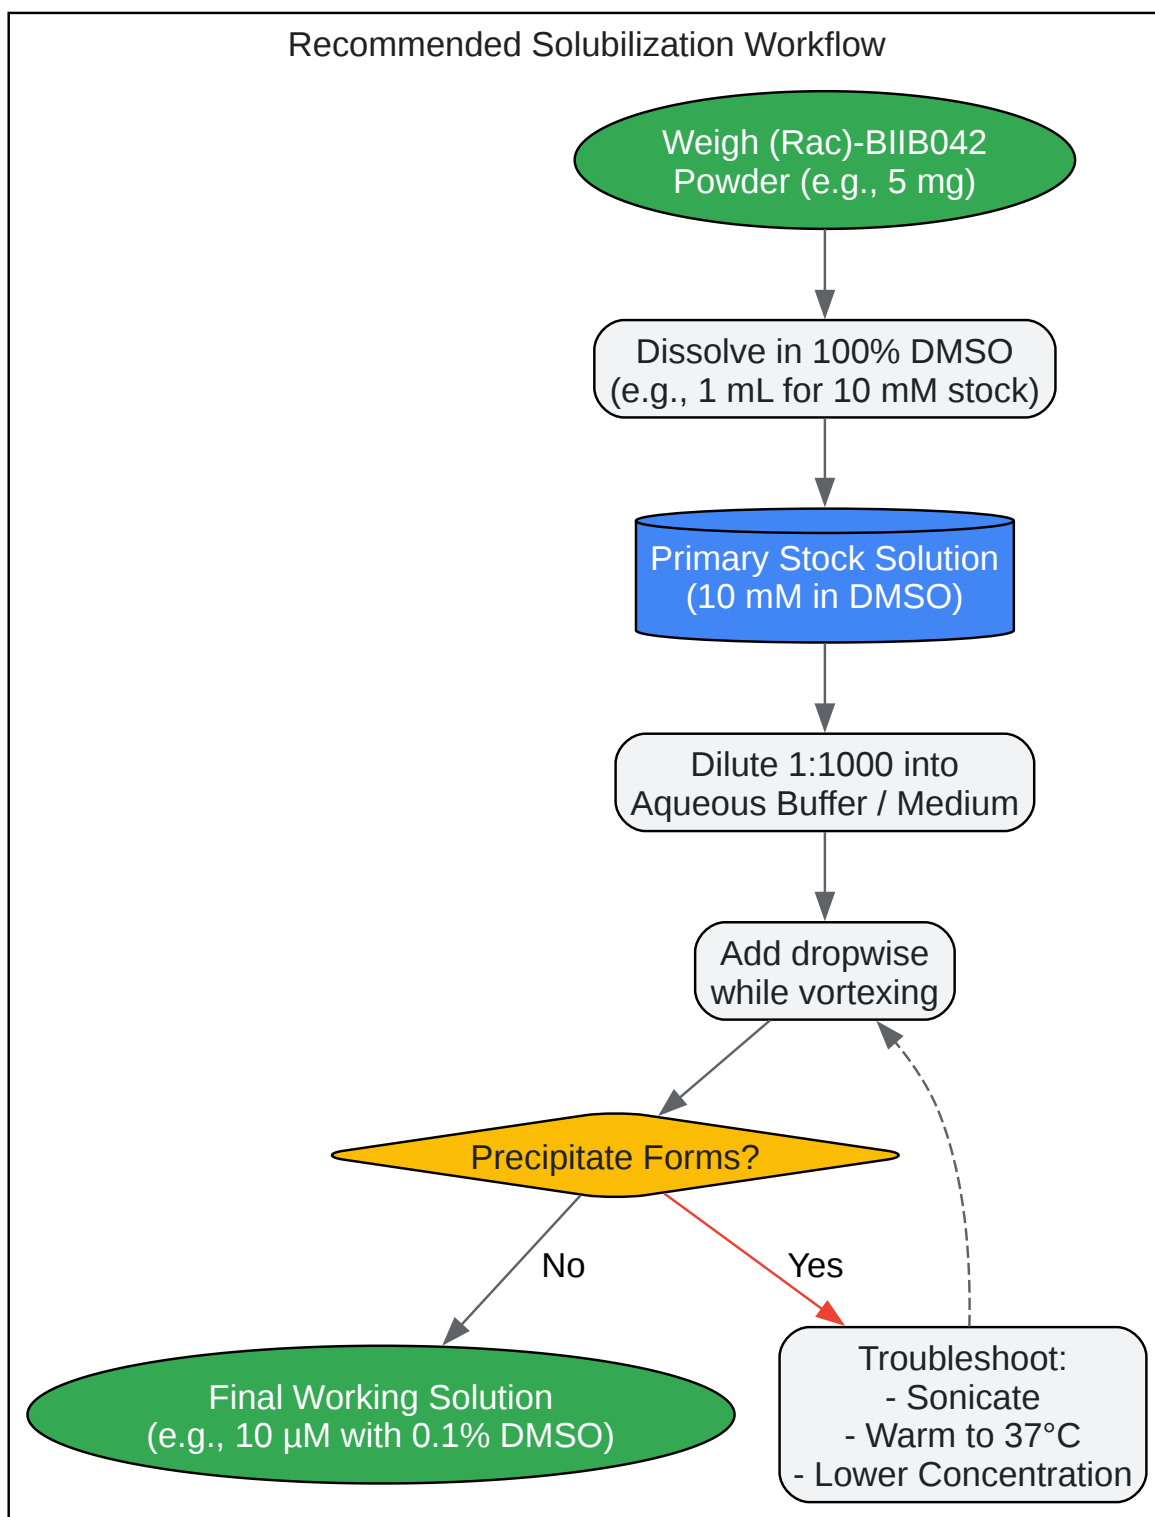 Recommended Solubilization Workflow
Weigh (Rac)-BIIB042
Powder (e.g., 5 mg)
Dissolve in 100% DMSO
(e.g., 1 mL for 10 mM stock)
Primary Stock Solution
(10 mM in DMSO)
Dilute 1:1000 into
Aqueous Buffer / Medium
Add dropwise
while vortexing
Precipitate Forms?
No
Yes
Final Working Solution
(e.g., 10 µM with 0.1% DMSO)
Troubleshoot:
- Sonicate
- Warm to 37°C
- Lower Concentration